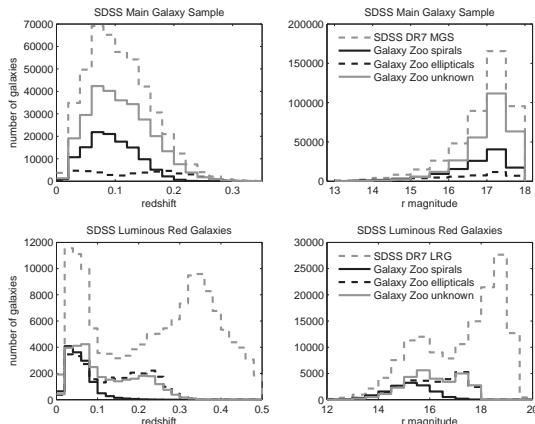 SDSS Main Galaxy Sample
70000
60000
50000
40000
30000
20000
10000
0
number of galaxies
0 0.1 0.2 0.3
redshift
SDSS Main Galaxy Sample
200000
150000
100000
50000
0
SDSS DR7 MGS
Galaxy Zoo spirals
Galaxy Zoo ellipticals
Galaxy Zoo unknown
13 14 15 16 17 18
r magnitude
SDSS Luminous Red Galaxies
12000
10000
8000
6000
4000
2000
0
number of galaxies
0 0.1 0.2 0.3 0.4 0.5
redshift
SDSS Luminous Red Galaxies
30000
25000
20000
15000
10000
5000
0
SDSS DR7 LRG
Galaxy Zoo spirals
Galaxy Zoo ellipticals
Galaxy Zoo unknown
12 14 16 18 20
r magnitude